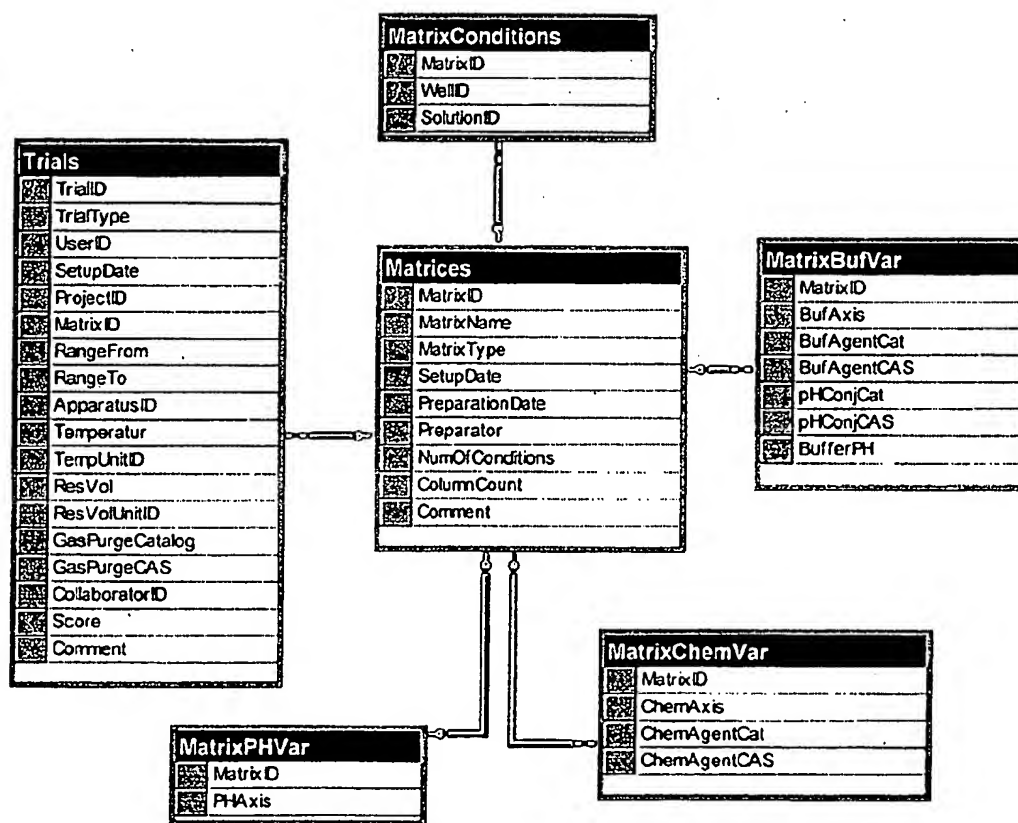 MatrixConditions
MatrixID
WellID
SolutionID
Trials
TrialID
TrialType
UserID
SetupDate
ProjectID
MatrixID
RangeFrom
RangeTo
ApparatusID
Temperatur
TempUnitID
ResVol
ResVolUnitID
GasPurgeCatalog
GasPurgeCAS
CollaboratorID
Score
Comment
Matrices
MatrixID
MatrixName
MatrixType
SetupDate
PreparationDate
Preparator
NumOfConditions
ColumnCount
Comment
MatrixBufVar
MatrixID
BufAxis
BufAgentCat
BufAgentCAS
pHConjCat
pHConjCAS
BufferPH
MatrixPHVar
MatrixID
PHAxis
MatrixChemVar
MatrixID
ChemAxis
ChemAgentCat
ChemAgentCAS